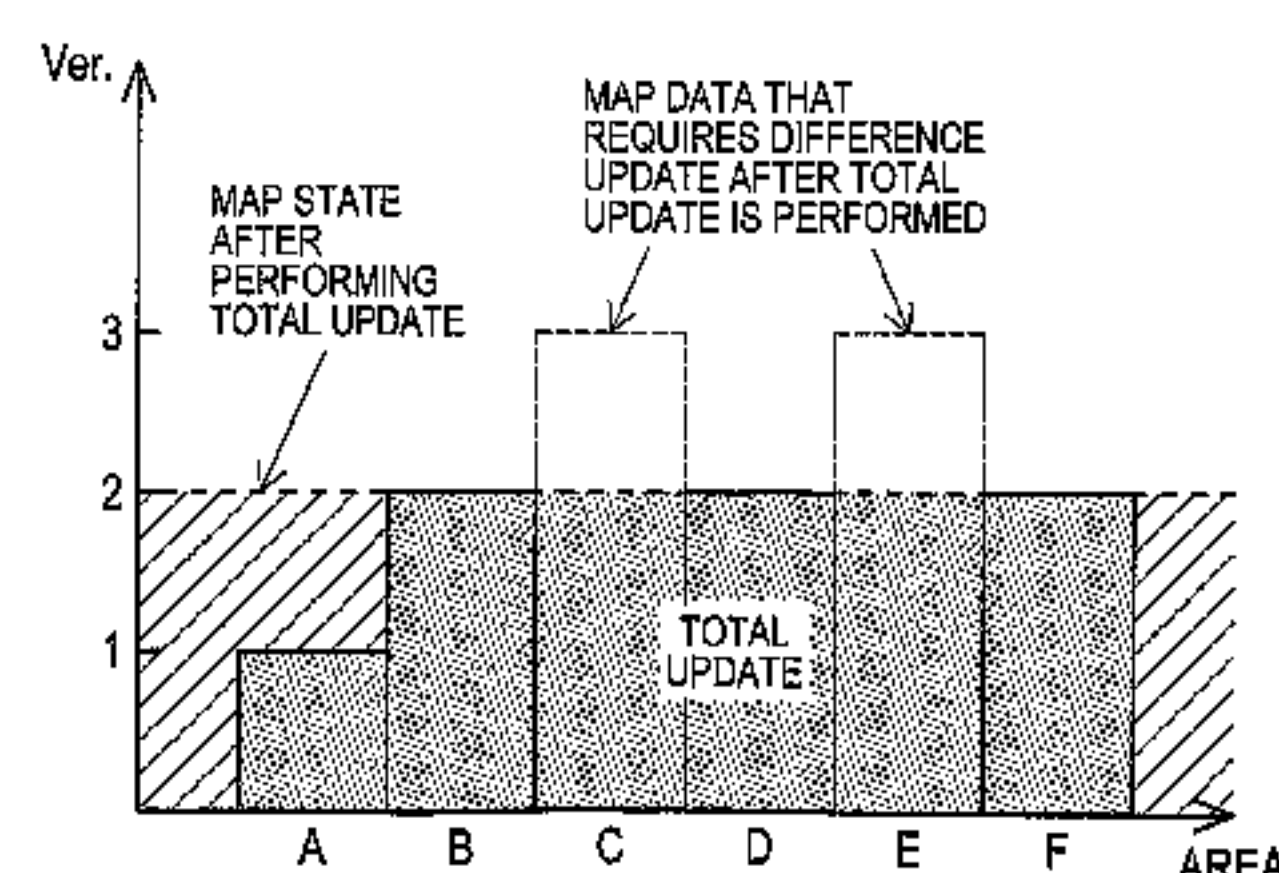 Ver.
MAP DATA THAT
REQUIRES DIFFERENCE
UPDATE AFTER TOTAL
UPDATE IS PERFORMED
MAP STATE
AFTER
PERFORMING
TOTAL UPDATE
3
2
1
TOTAL
UPDATE
A B C D E F
AREA